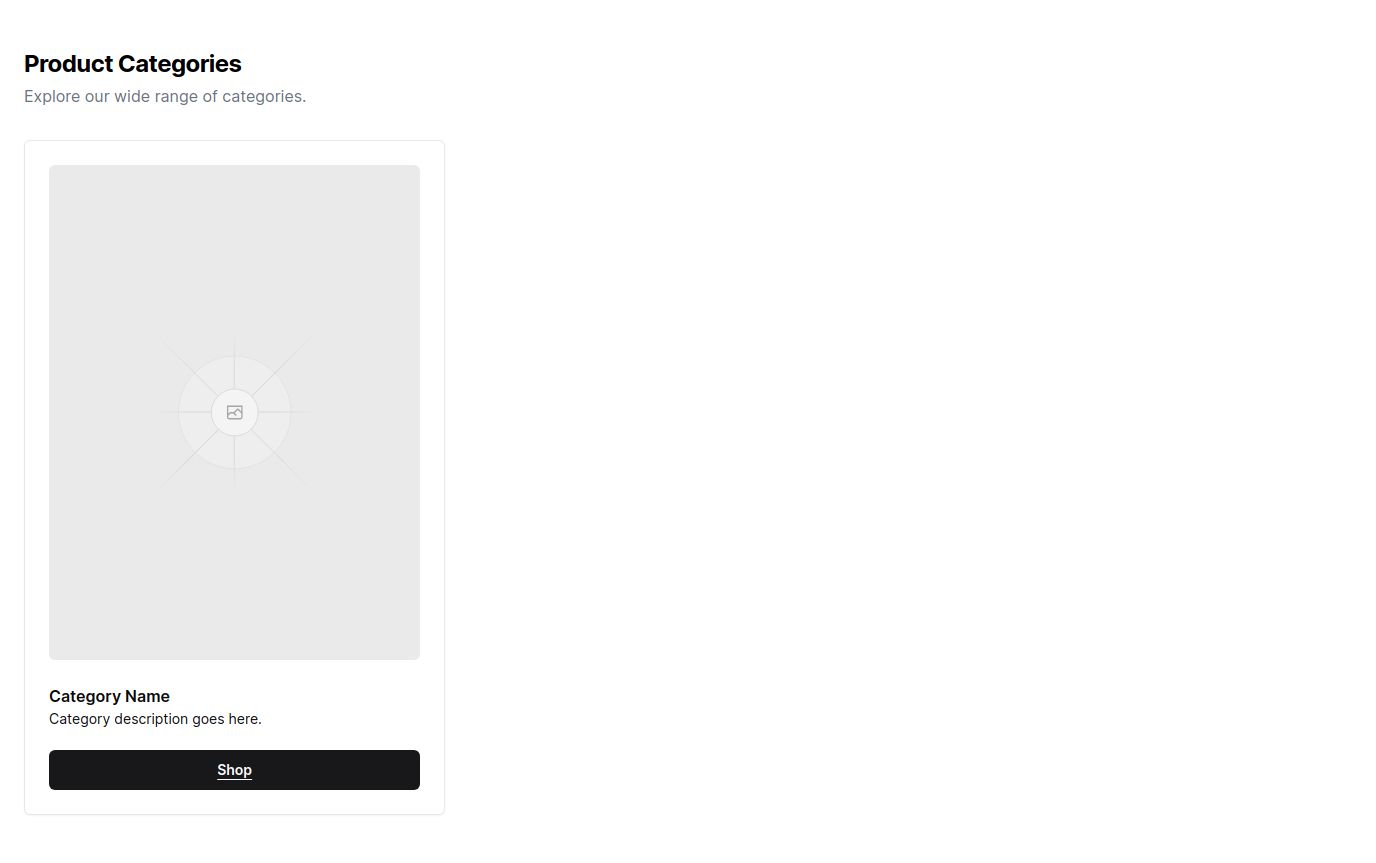 Product Categories
Explore our wide range of categories.
Category Name
Category description goes here.
Shop